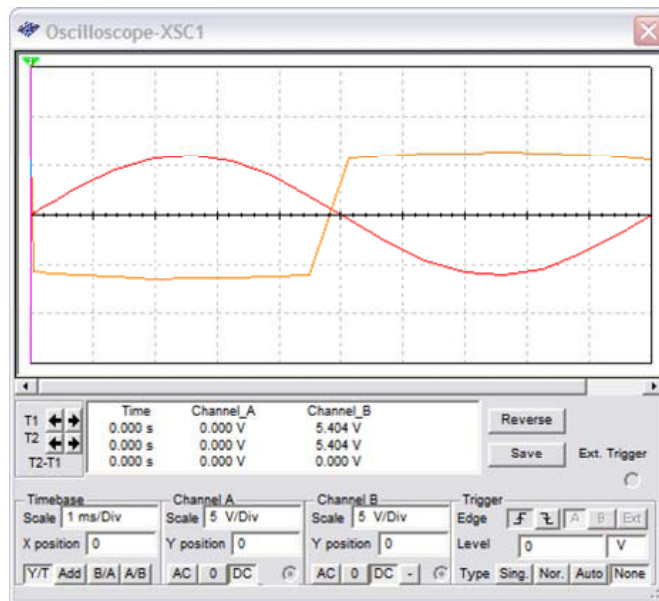 Oscilloscope-XSC1
Time Channel_A Channel_B
T1 0.000 s 0.000 V 5.404 V
T2 0.000 s 0.000 V 5.404 V
T2-T1 0.000 s 0.000 V 0.000 V
Reverse
Save
Ext. Trigger
Timebase
Scale 1 ms/Div
X position 0
Y/T Add B/A A/B
Channel A
Scale 5 V/Div
Y position 0
AC 0 DC
Channel B
Scale 5 V/Div
Y position 0
AC 0 DC -
Trigger
Edge A B Ext
Level 0 V
Type Sing. Nor. Auto None